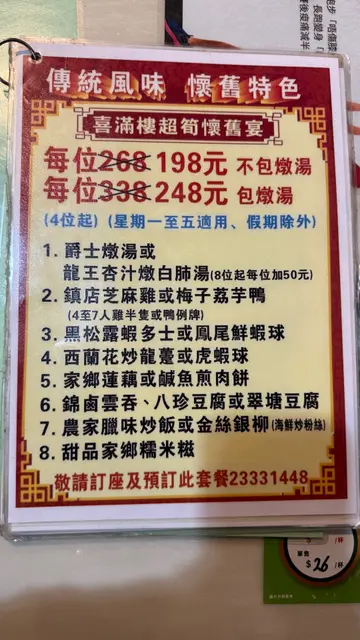 傳統風味 懷舊特色
喜滿樓超筍懷舊宴
每位268 198元 不包燉湯
每位338 248元 包燉湯
(4位起) (星期一至五適用、假期除外)
1. 爵士燉湯或
龍王杏汁燉白肺湯(8位起每位加50元)
2. 鎮店芝麻雞或梅子荔芋鴨
(4至7人雞半隻或鴨例牌)
3. 黑松露蝦多士或鳳尾鮮蝦球
4. 西蘭花炒龍躉或虎蝦球
5. 家鄉蓮藕或鹹魚煎肉餅
6. 錦鹵雲吞、八珍豆腐或翠塘豆腐
7. 農家臘味炒飯或金絲銀柳(海鮮炒粉絲)
8. 甜品家鄉糯米糍
敬請訂座及預訂此套餐23331448
/杯
$26 /杯